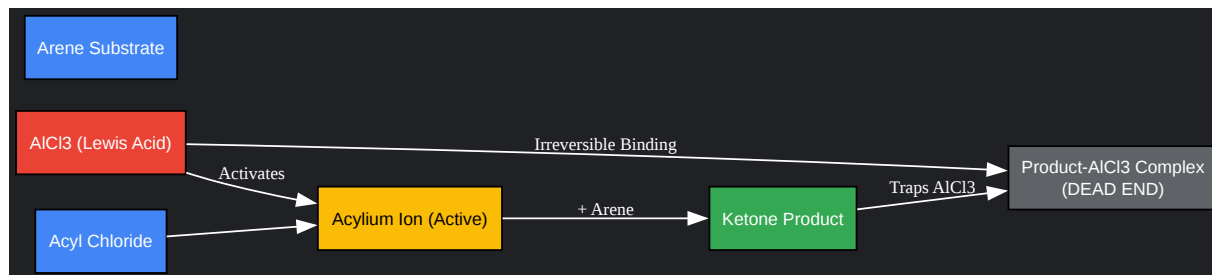 Arene Substrate
AlCl3 (Lewis Acid)
Irreversible Binding
Activates
Product-AlCl3 Complex
(DEAD END)
Traps AlCl3
Acyl Chloride
Acylium Ion (Active)
+ Arene
Ketone Product